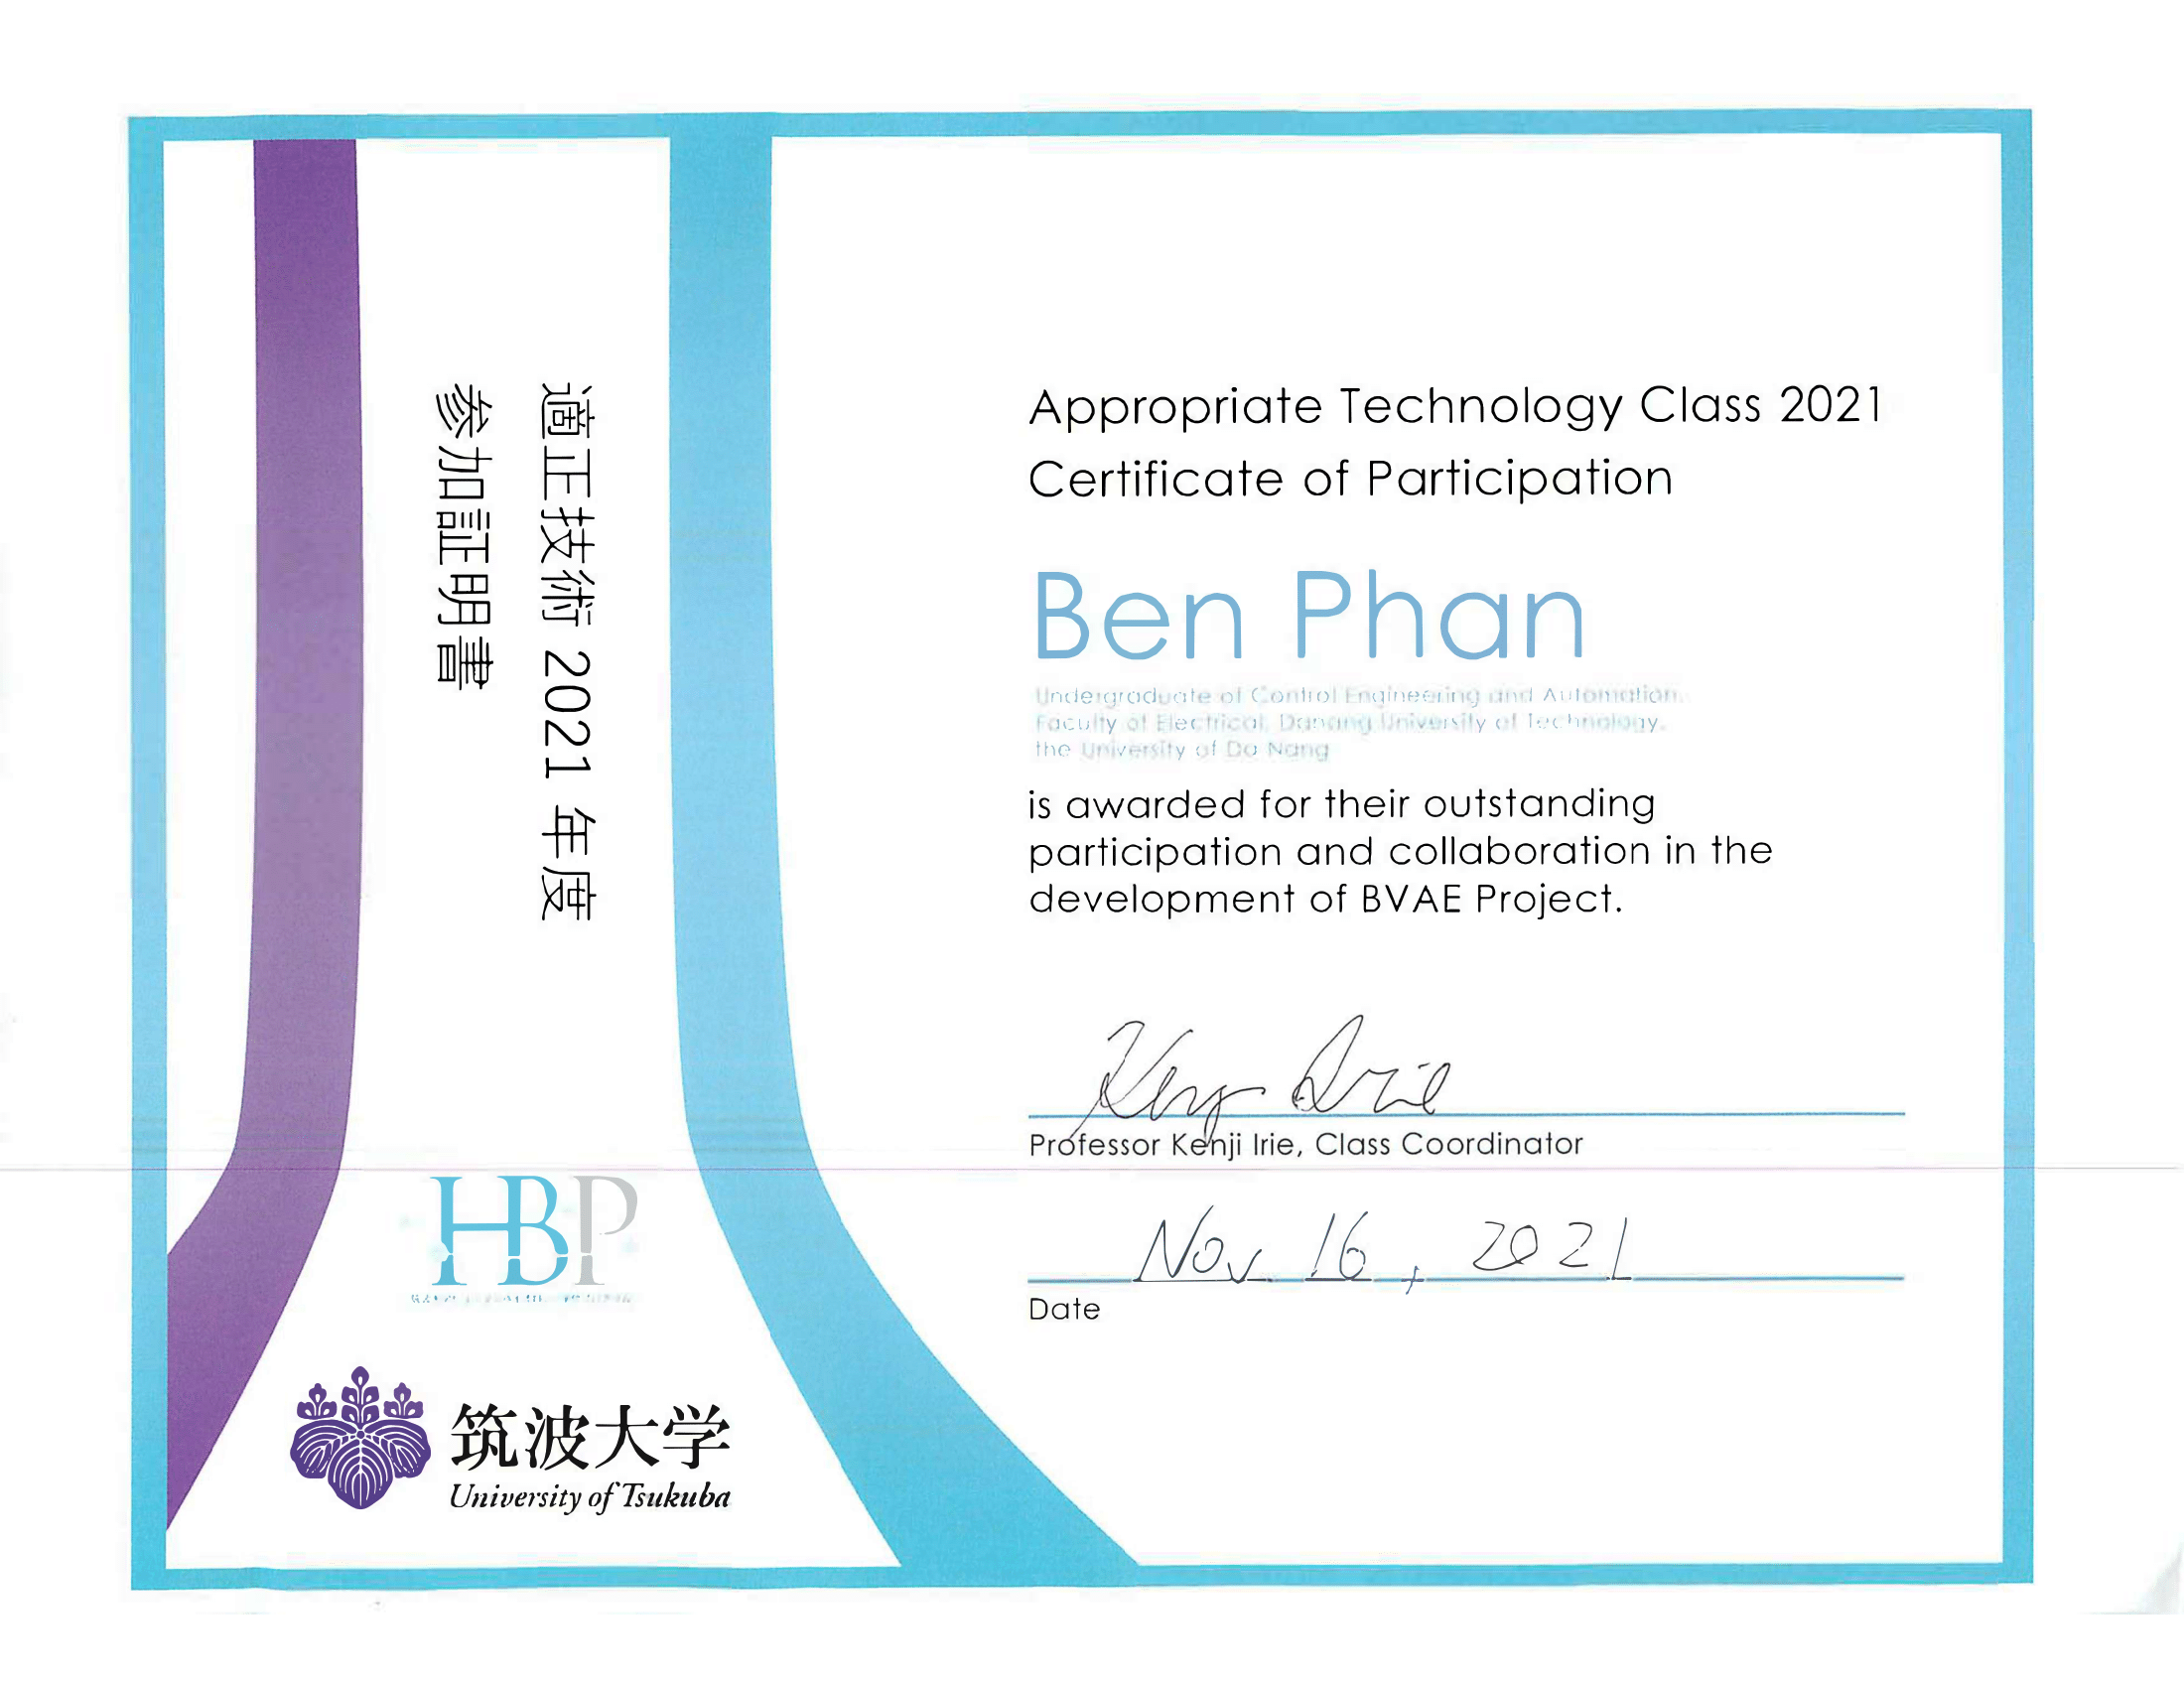 適正技術 2021 年度
参加証明書
Appropriate Technology Class 2021
Certificate of Participation
Ben Phan
Undergraduate of Control Engineering and Automation,
Faculty of Electrical, Danang University of Technology,
the University of Da Nang
is awarded for their outstanding
participation and collaboration in the
development of BVAE Project.
Kenji Irie
Professor Kenji Irie, Class Coordinator
Nov 16, 2021
Date
HBP
筑波大学
University of Tsukuba